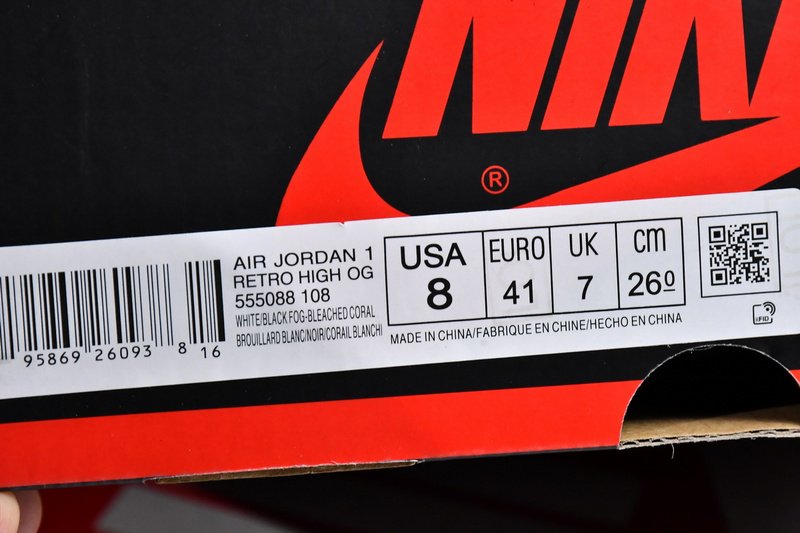 NIK
®
AIR JORDAN 1
RETRO HIGH OG
555088 108
WHITE/BLACK FOG-BLEACHED CORAL
BROUILLARD BLANC/NOIR/CORAIL BLANCHI
95869 26093 8 16
USA
8
EURO
41
UK
7
cm
260
MADE IN CHINA/FABRIQUE EN CHINE/HECHO EN CHINA
RFID